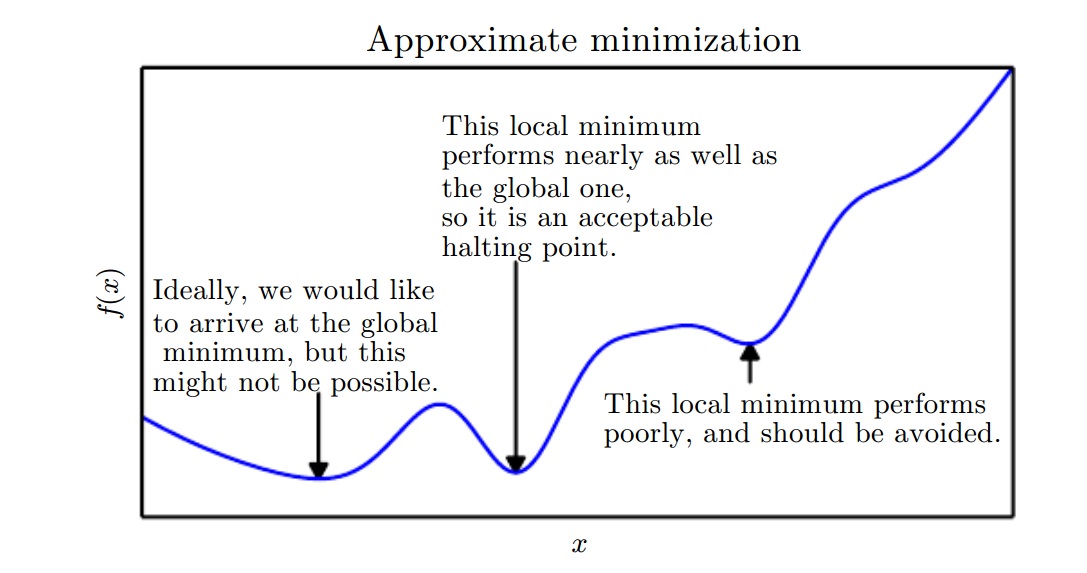 Approximate minimization
This local minimum
performs nearly as well as
the global one,
so it is an acceptable
halting point.
Ideally, we would like
to arrive at the global
minimum, but this
might not be possible.
This local minimum performs
poorly, and should be avoided.
f(x)
x